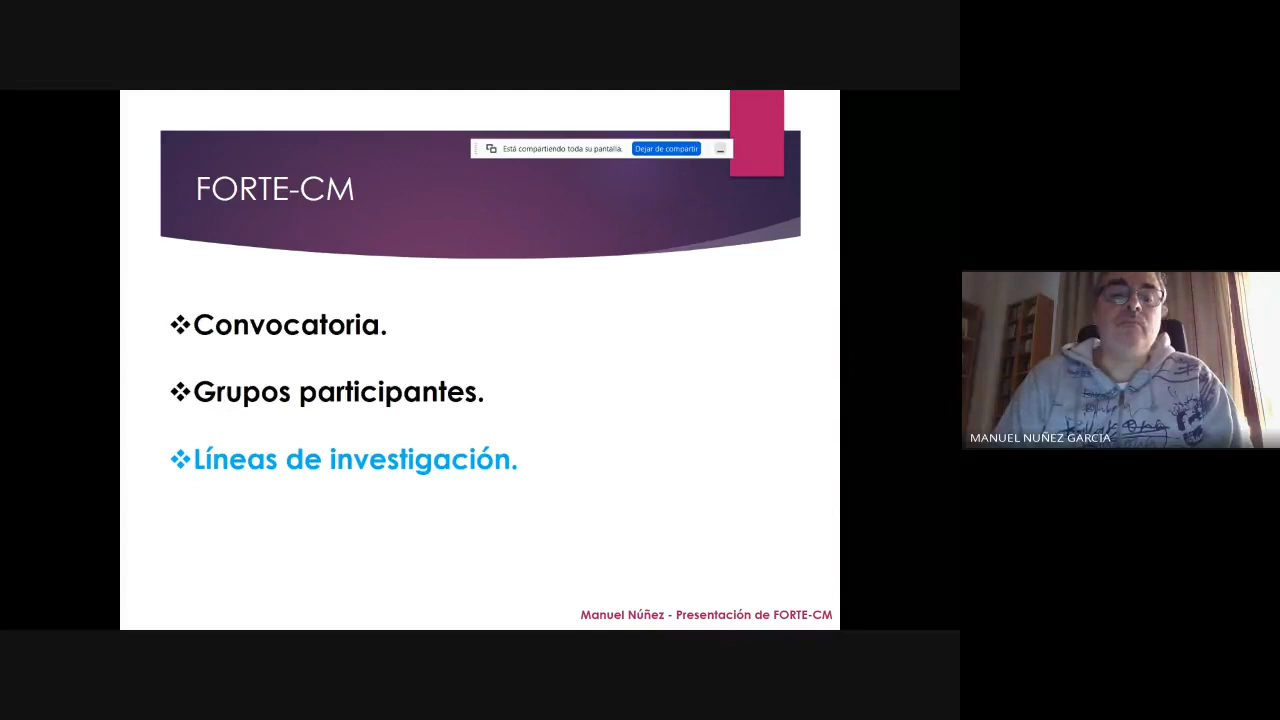 Está compartiendo toda su pantalla. Dejar de compartir
FORTE-CM
❖Convocatoria.
❖Grupos participantes.
❖Líneas de investigación.
Manuel Núñez - Presentación de FORTE-CM
MANUEL NUÑEZ GARCIA